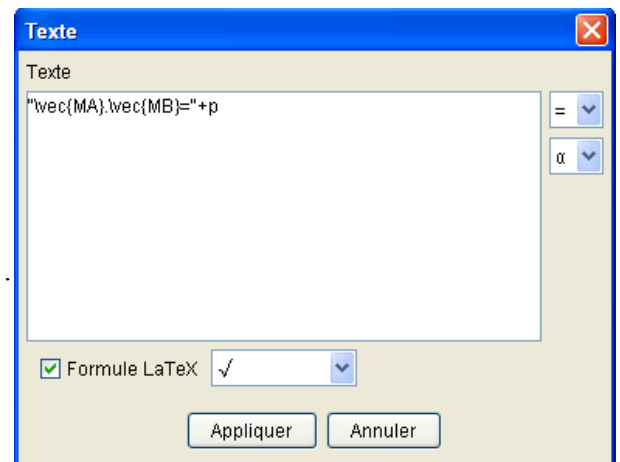 Texte
Texte
"\vec{MA}.\vec{MB}="+p
=
α
Formule LaTeX √
Appliquer Annuler